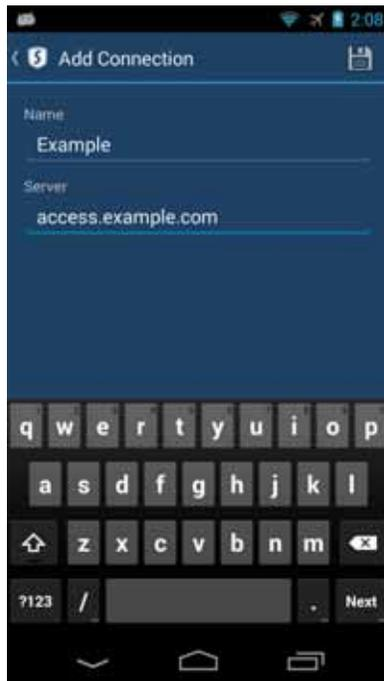 2:08
Add Connection
Name
Example
Server
access.example.com
q w e r t y u i o p
a s d f g h j k l
z x c v b n m
?123 / . Next